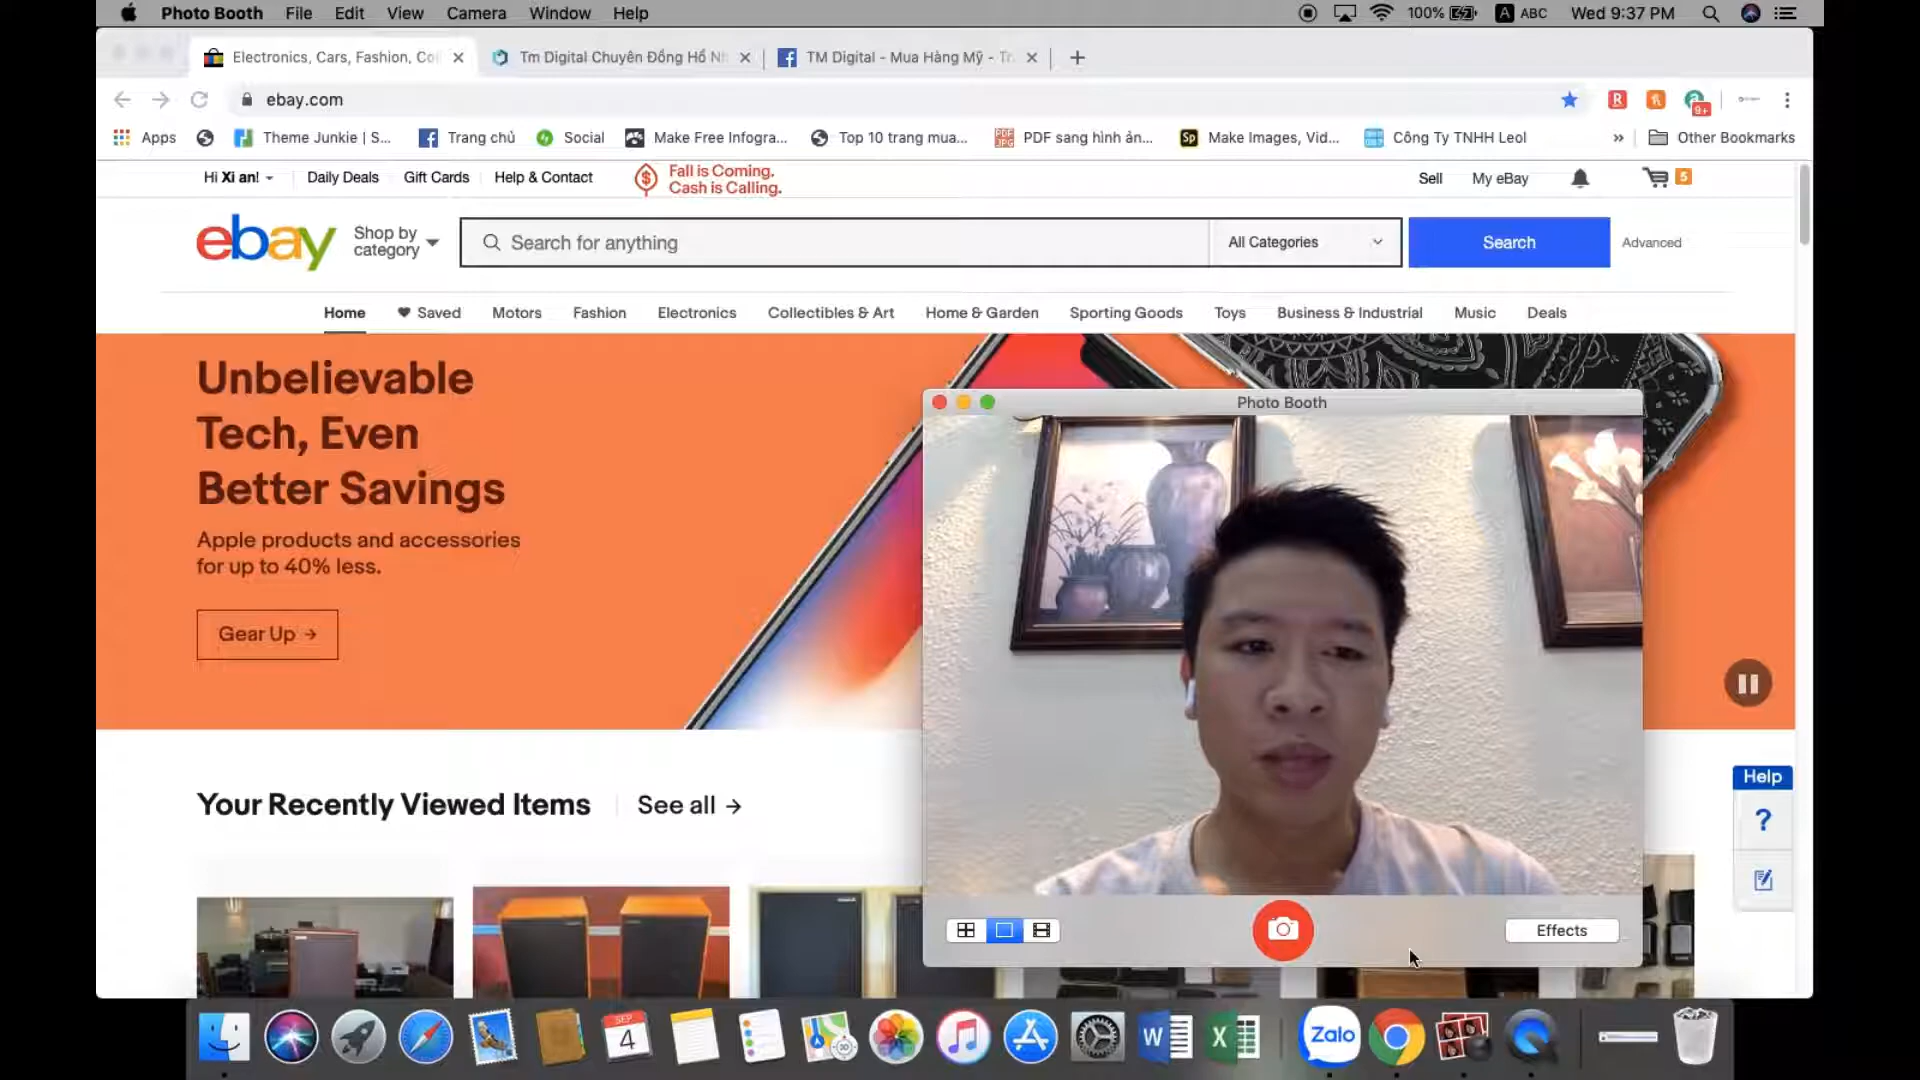 Photo Booth File Edit View Camera Window Help 100% A ABC Wed 9:37 PM
Electronics, Cars, Fashion, Col Tm Digital Chuyên Đồng Hồ Nh TM Digital - Mua Hàng Mỹ - Tr
ebay.com R 9+
Apps Theme Junkie | S... Trang chủ Social Make Free Infogra... Top 10 trang mua... PDF JPG PDF sang hình ản... Sp Make Images, Vid... Công Ty TNHH Leol » Other Bookmarks
Hi Xi an! Daily Deals Gift Cards Help & Contact Fall is Coming.
Cash is Calling.
Sell My eBay 5
ebay Shop by
category
Search for anything All Categories Search Advanced
Home Saved Motors Fashion Electronics Collectibles & Art Home & Garden Sporting Goods Toys Business & Industrial Music Deals
Unbelievable
Tech, Even
Better Savings
Apple products and accessories
for up to 40% less.
Gear Up →
Photo Booth
Effects
Help
?
Your Recently Viewed Items See all →
SEP
4
W X Zalo